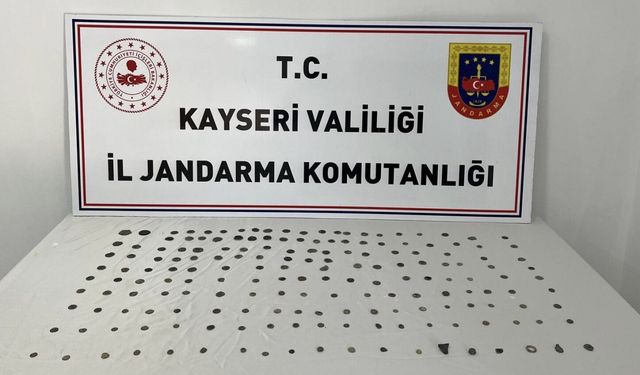 T.C.
KAYSERİ VALİLİĞİ
İL JANDARMA KOMUTANLIĞI
JANDARMA